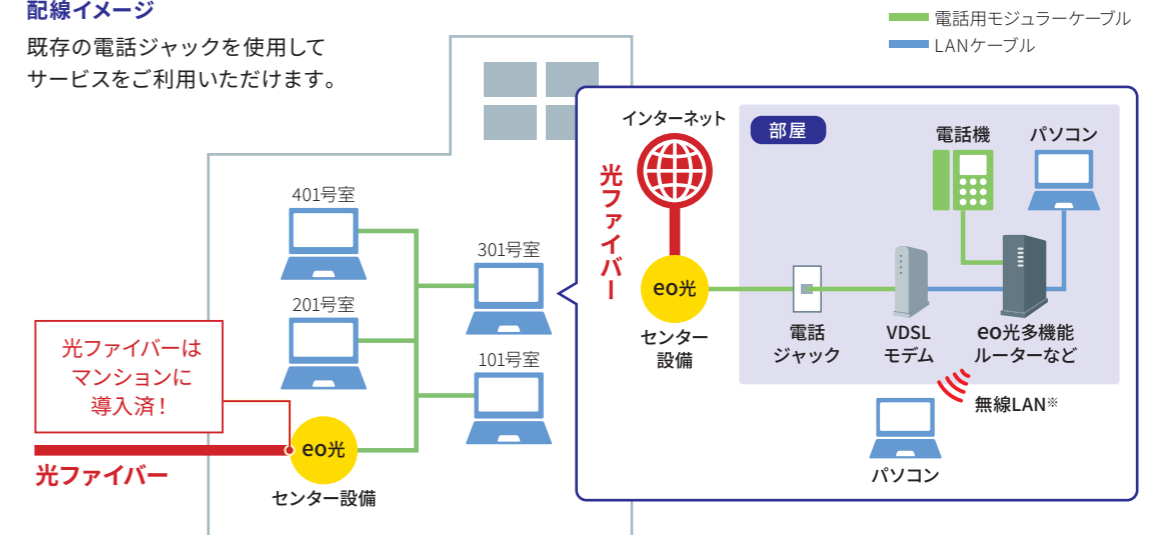 配線イメージ
既存の電話ジャックを使用して
サービスをご利用いただけます。
電話用モジュラーケーブル
LANケーブル
401号室
301号室
201号室
101号室
光ファイバーは
マンションに
導入済！
光ファイバー
eo光
センター設備
インターネット
光ファイバー
eo光
センター
設備
部屋
電話機
パソコン
電話
ジャック
VDSL
モデム
eo光多機能
ルーターなど
無線LAN※
パソコン